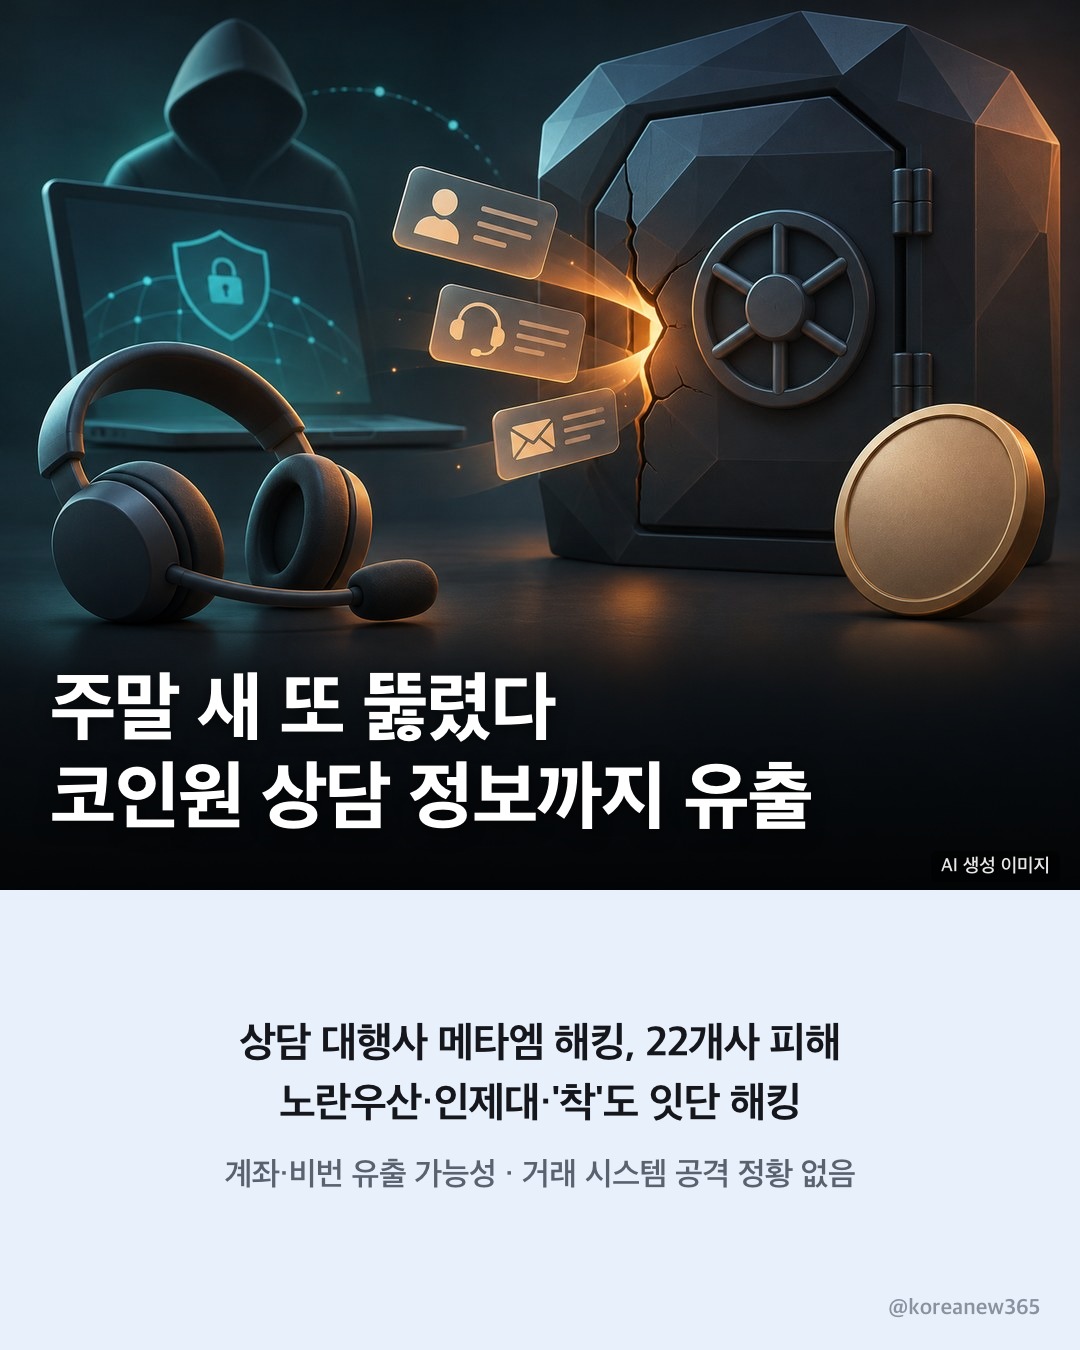 주말 새 또 뚫렸다
코인원 상담 정보까지 유출
AI 생성 이미지
상담 대행사 메타엠 해킹, 22개사 피해
노란우산·인제대·'착'도 잇단 해킹
계좌·비번 유출 가능성 · 거래 시스템 공격 정황 없음
@koreanew365